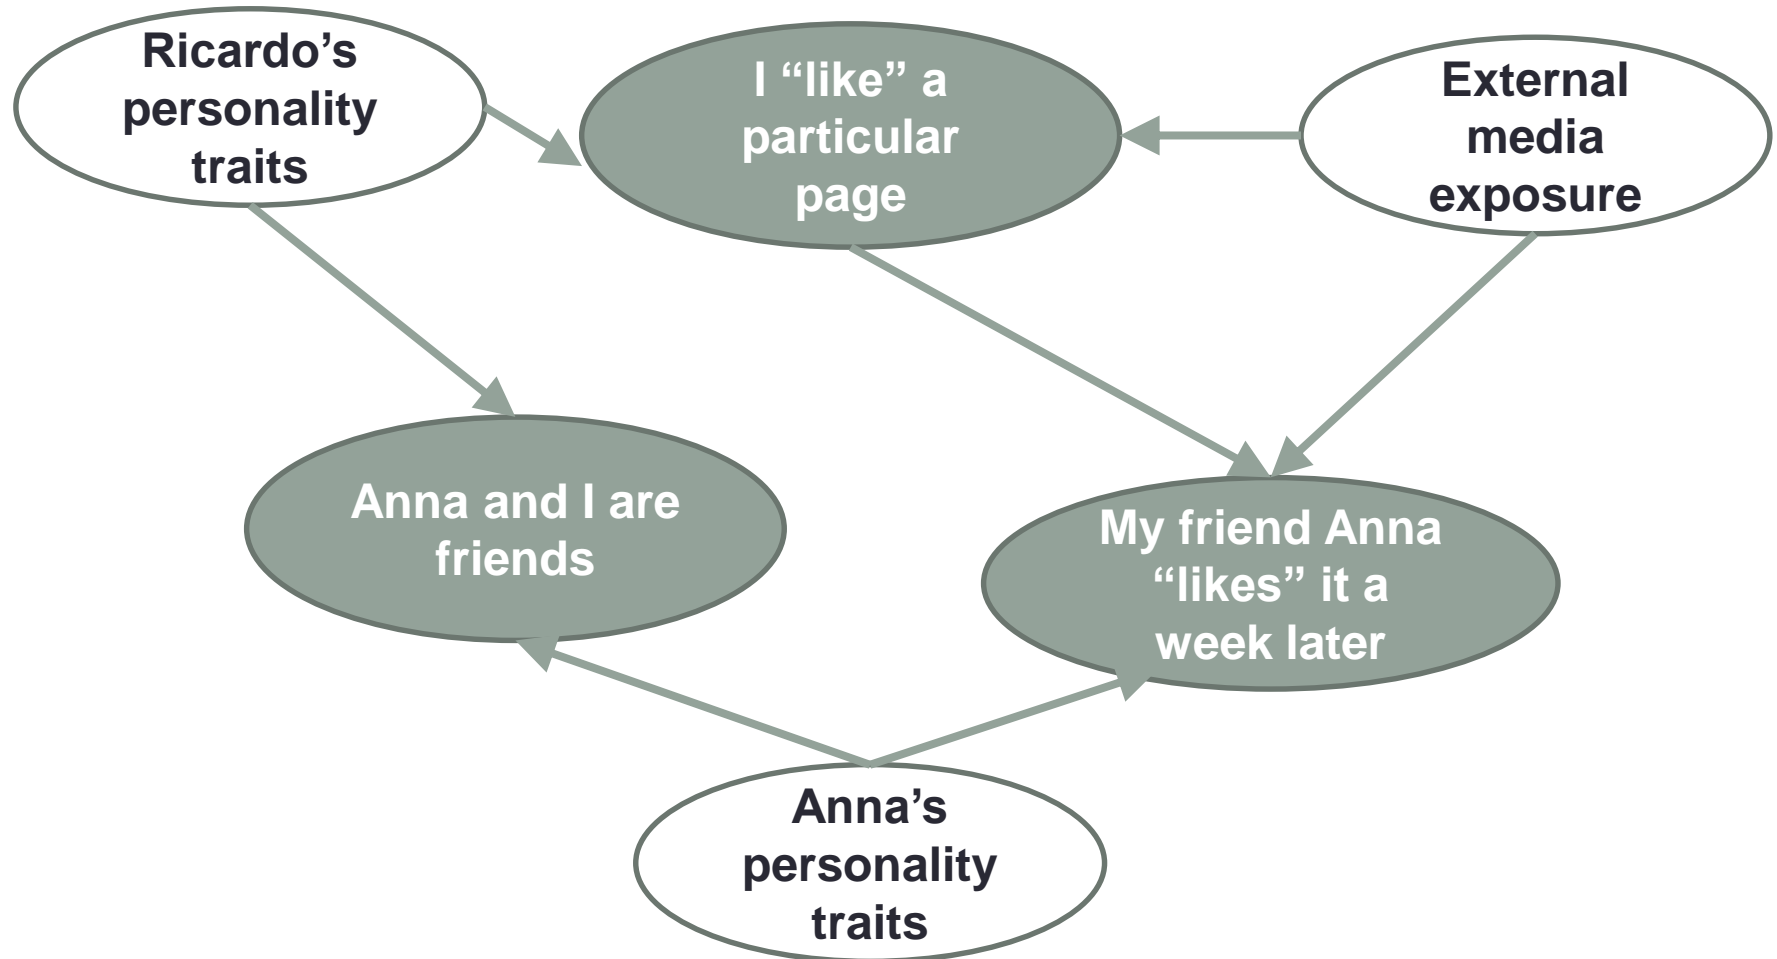 Ricardo’s
personality
traits
I “like” a
particular
page
External
media
exposure
Anna and I are
friends
My friend Anna
“likes” it a
week later
Anna’s
personality
traits